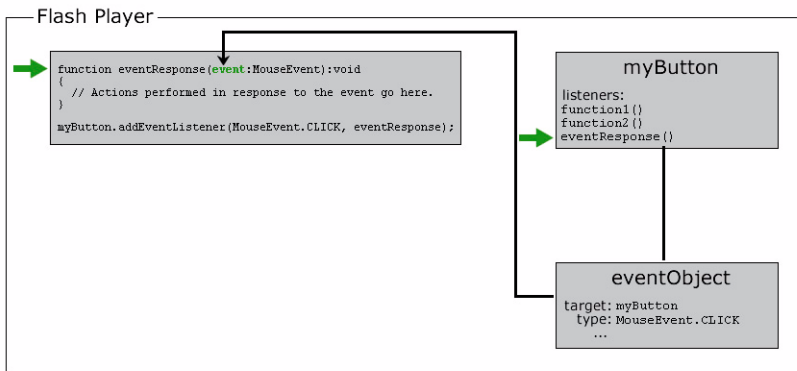 Flash Player
function eventResponse(event:MouseEvent):void
{
// Actions performed in response to the event go here.
}
myButton.addEventListener(MouseEvent.CLICK, eventResponse);
myButton
listeners:
function1()
function2()
eventResponse()
eventObject
target: myButton
type: MouseEvent.CLICK
...